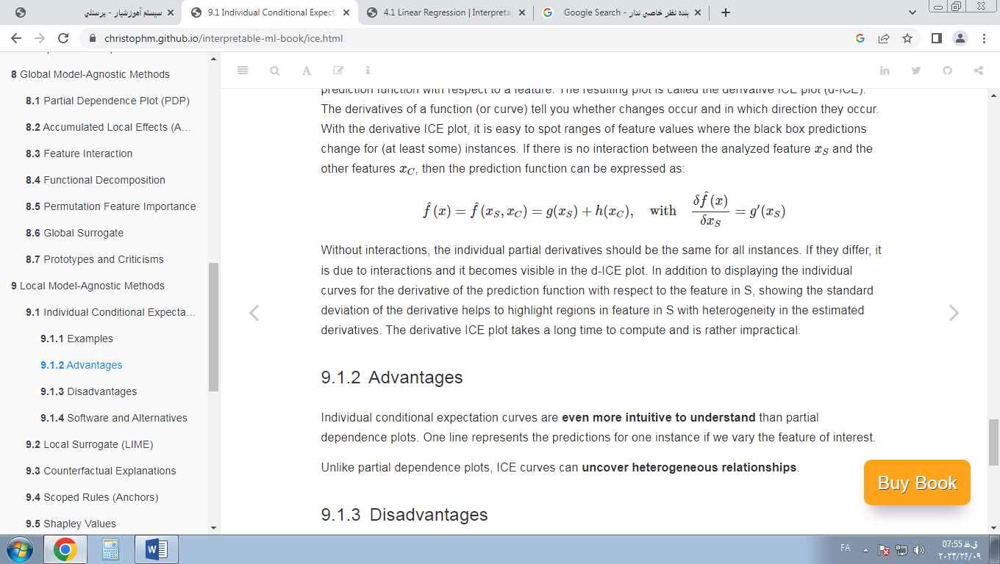 سیستم آموزشیار - پرسنلی
9.1 Individual Conditional Expecta
4.1 Linear Regression | Interpretal
بنده نظر خاصی ندار - Google Search
christophm.github.io/interpretable-ml-book/ice.html
8 Global Model-Agnostic Methods
8.1 Partial Dependence Plot (PDP)
8.2 Accumulated Local Effects (A...
8.3 Feature Interaction
8.4 Functional Decomposition
8.5 Permutation Feature Importance
8.6 Global Surrogate
8.7 Prototypes and Criticisms
9 Local Model-Agnostic Methods
9.1 Individual Conditional Expecta...
9.1.1 Examples
9.1.2 Advantages
9.1.3 Disadvantages
9.1.4 Software and Alternatives
9.2 Local Surrogate (LIME)
9.3 Counterfactual Explanations
9.4 Scoped Rules (Anchors)
9.5 Shapley Values
prediction function with respect to a feature. The resulting plot is called the derivative ICE plot (d-ICE).
The derivatives of a function (or curve) tell you whether changes occur and in which direction they occur.
With the derivative ICE plot, it is easy to spot ranges of feature values where the black box predictions
change for (at least some) instances. If there is no interaction between the analyzed feature x_S and the
other features x_C, then the prediction function can be expressed as:
f̂(x) = f̂(x_S, x_C) = g(x_S) + h(x_C), with δf̂(x)/δx_S = g′(x_S)
Without interactions, the individual partial derivatives should be the same for all instances. If they differ, it
is due to interactions and it becomes visible in the d-ICE plot. In addition to displaying the individual
curves for the derivative of the prediction function with respect to the feature in S, showing the standard
deviation of the derivative helps to highlight regions in feature in S with heterogeneity in the estimated
derivatives. The derivative ICE plot takes a long time to compute and is rather impractical.
9.1.2 Advantages
Individual conditional expectation curves are even more intuitive to understand than partial
dependence plots. One line represents the predictions for one instance if we vary the feature of interest.
Unlike partial dependence plots, ICE curves can uncover heterogeneous relationships.
Buy Book
9.1.3 Disadvantages
FA
07:55 ق.ظ
۲۰۲۳/۲۶/۰۹